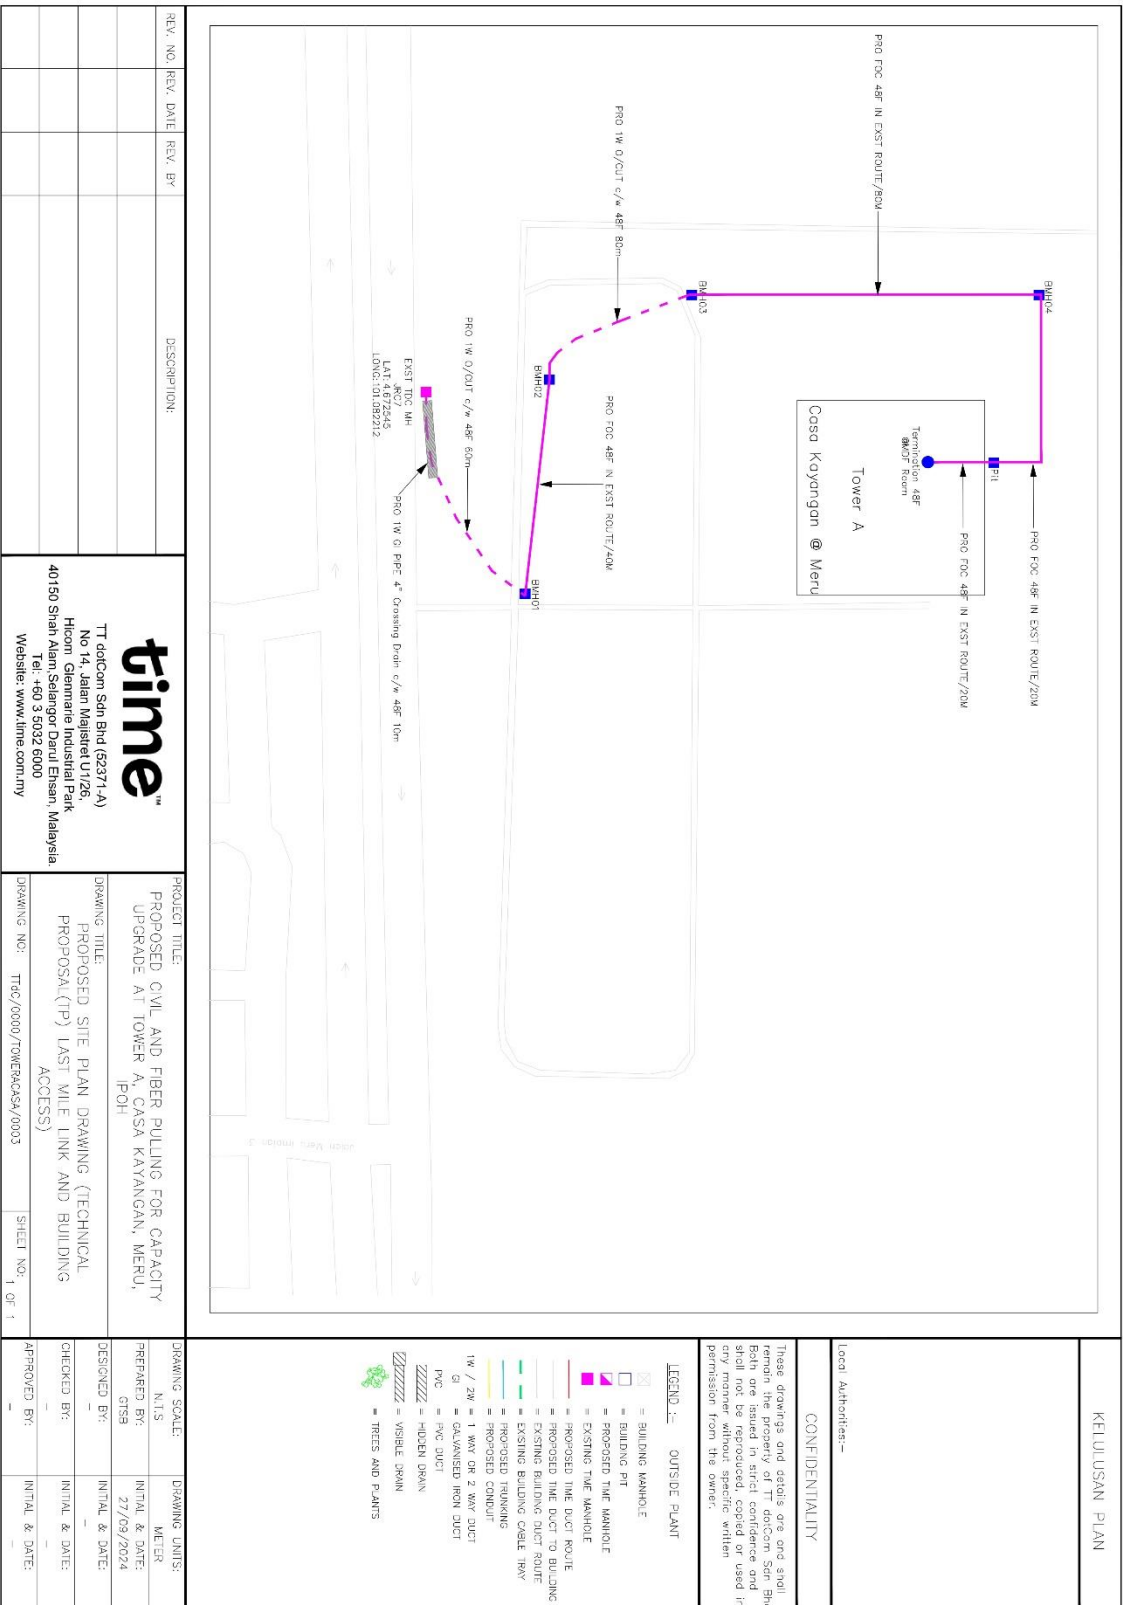 KELULUSAN PLAN
Local Authorities:-
CONFIDENTIALITY
These drawings and details are and shall
remain the property of TT dotCom Sdn Bhd
Both are issued in strict confidence and
shall not be reproduced, copied or used in
any manner without specific written
permission from the owner.
LEGEND :- OUTSIDE PLANT
= BUILDING MANHOLE
= BUILDING PIT
= PROPOSED TIME MANHOLE
= EXISTING TIME MANHOLE
= PROPOSED TIME DUCT ROUTE
= PROPOSED TIME DUCT TO BUILDING
= EXISTING BUILDING DUCT ROUTE
= EXISTING BUILDING CABLE TRAY
= PROPOSED TRUNKING
= PROPOSED CONDUIT
1W / 2W = 1 WAY OR 2 WAY DUCT
GI = GALVANISED IRON DUCT
PVC = PVC DUCT
= HIDDEN DRAIN
= VISIBLE DRAIN
= TREES AND PLANTS
PRO FOC 48F IN EXST ROUTE/80M
BMH04
PRO FOC 48F IN EXST ROUTE/20M
Pit
PRO FOC 48F IN EXST ROUTE/20M
Termination 48F
@MDF Room
Tower A
Casa Kayangan @ Meru
BMH03
PRO 1W O/CUT c/w 48F 80m
PRO FOC 48F IN EXST ROUTE/40M
BMH02
BMH01
PRO 1W O/CUT c/w 48F 60m
EXST TDC MH
JRC7
LAT: 4.672545
LONG:101.082212
PRO 1W GI PIPE 4" Crossing Drain c/w 48F 10m
Jalan Meru Impian 3
REV. NO. REV. DATE REV. BY DESCRIPTION:
time™
TT dotCom Sdn Bhd (52371-A)
No 14, Jalan Majistret U1/26,
Hicom Glenmarie Industrial Park
40150 Shah Alam,Selangor Darul Ehsan, Malaysia.
Tel: +60 3 5032 6000
Website: www.time.com.my
PROJECT TITLE:
PROPOSED CIVIL AND FIBER PULLING FOR CAPACITY
UPGRADE AT TOWER A, CASA KAYANGAN, MERU,
IPOH
DRAWING TITLE:
PROPOSED SITE PLAN DRAWING (TECHNICAL
PROPOSAL(TP) LAST MILE LINK AND BUILDING
ACCESS)
DRAWING NO: TTdC/0000/TOWERACASA/0003
SHEET NO: 1 OF 1
DRAWING SCALE: N.T.S
DRAWING UNITS: METER
PREPARED BY: GTSB
INITIAL & DATE: 27/09/2024
DESIGNED BY: -
INITIAL & DATE: -
CHECKED BY: -
INITIAL & DATE: -
APPROVED BY: -
INITIAL & DATE: -